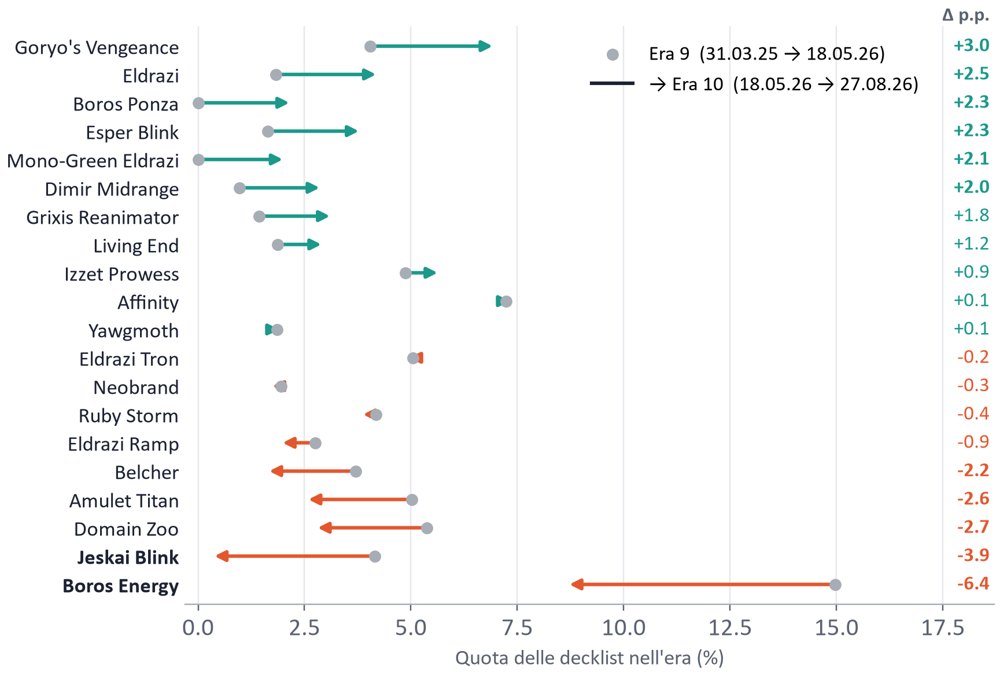 Δ p.p.
Goryo's Vengeance +3.0
Era 9 (31.03.25 → 18.05.26)
Eldrazi +2.5
→ Era 10 (18.05.26 → 27.08.26)
Boros Ponza +2.3
Esper Blink +2.3
Mono-Green Eldrazi +2.1
Dimir Midrange +2.0
Grixis Reanimator +1.8
Living End +1.2
Izzet Prowess +0.9
Affinity +0.1
Yawgmoth +0.1
Eldrazi Tron -0.2
Neobrand -0.3
Ruby Storm -0.4
Eldrazi Ramp -0.9
Belcher -2.2
Amulet Titan -2.6
Domain Zoo -2.7
Jeskai Blink -3.9
Boros Energy -6.4
0.0 2.5 5.0 7.5 10.0 12.5 15.0 17.5
Quota delle decklist nell'era (%)